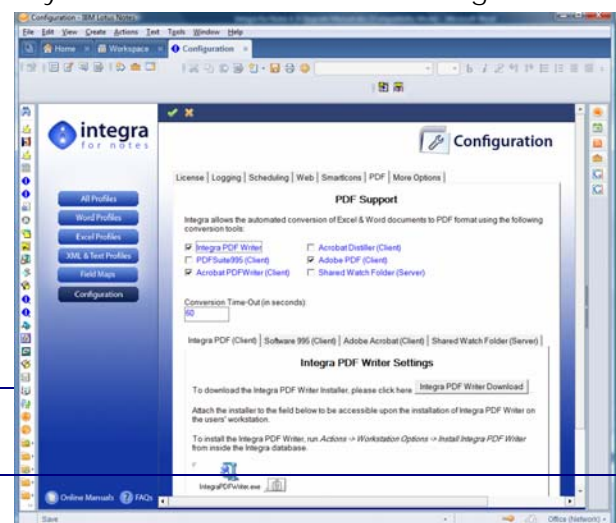 Configuration - IBM Lotus Notes
File Edit View Create Actions Text Tools Window Help
Home × Workspace × Configuration ×
integra
for notes
Configuration
All Profiles
Word Profiles
Excel Profiles
XML & Text Profiles
Field Maps
Configuration
License | Logging | Scheduling | Web | SmartIcons | PDF | More Options |
PDF Support
Integra allows the automated conversion of Excel & Word documents to PDF format using the following
conversion tools:
Integra PDF Writer Acrobat Distiller (Client)
PDFSuite995 (Client) Adobe PDF (Client)
Acrobat PDFWriter (Client) Shared Watch Folder (Server)
Conversion Time-Out (in seconds)
60
Integra PDF (Client) | Software 995 (Client) | Adobe Acrobat (Client) | Shared Watch Folder (Server) |
Integra PDF Writer Settings
To download the Integra PDF Writer Installer, please click here Integra PDF Writer Download
Attach the installer to the field below to be accessible upon the installation of Integra PDF Writer on
the users' workstation.
To install the Integra PDF Writer, run Actions -> Workstation Options -> Install Integra PDF Writer
from inside the Integra database.
IntegraPDFWriter.exe
Online Manuals FAQs
Save
Office (Network)